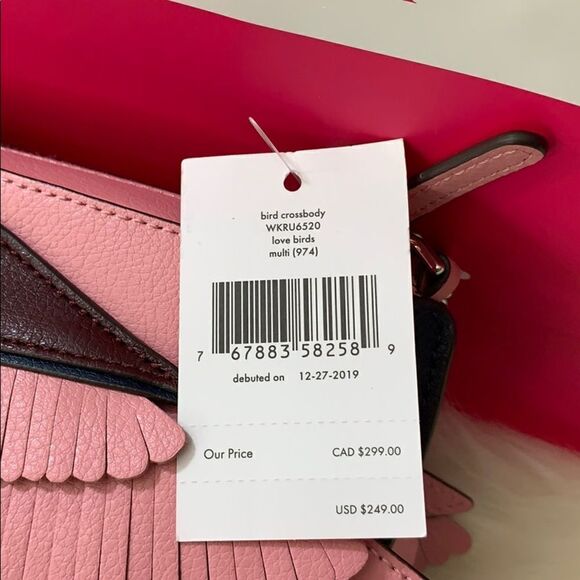 bird crossbody
WKRU6520
love birds
multi (974)
7 67883 58258 9
debuted on 12-27-2019
Our Price CAD $299.00
USD $249.00